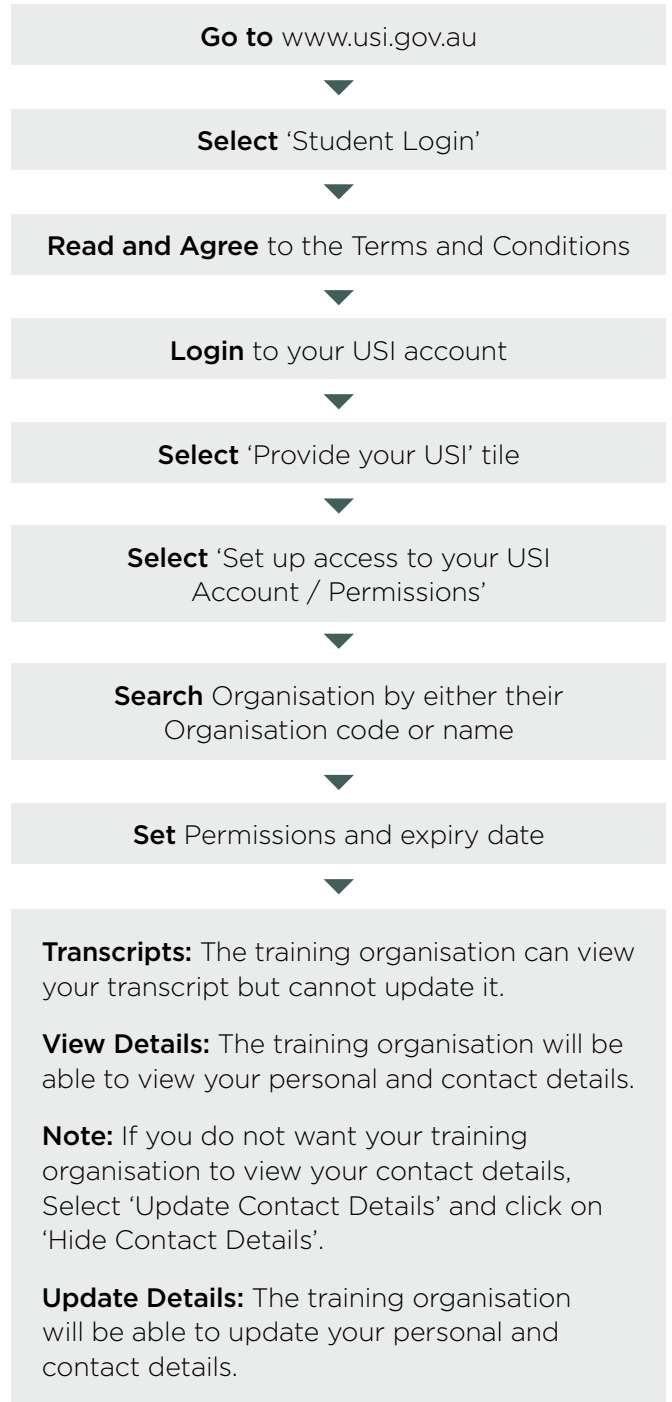 Go to www.usi.gov.au
Select ‘Student Login’
Read and Agree to the Terms and Conditions
Login to your USI account
Select ‘Provide your USI’ tile
Select ‘Set up access to your USI
Account / Permissions’
Search Organisation by either their
Organisation code or name
Set Permissions and expiry date
Transcripts: The training organisation can view
your transcript but cannot update it.
View Details: The training organisation will be
able to view your personal and contact details.
Note: If you do not want your training
organisation to view your contact details,
Select ‘Update Contact Details’ and click on
‘Hide Contact Details’.
Update Details: The training organisation
will be able to update your personal and
contact details.